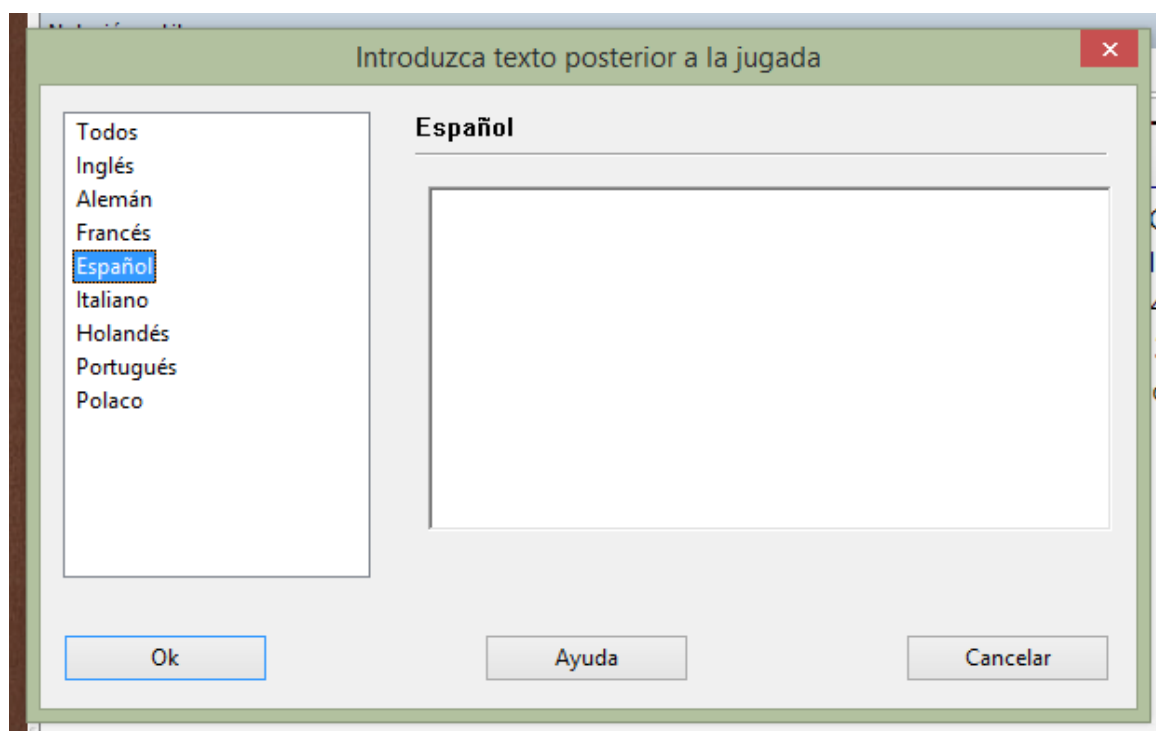 Introduzca texto posterior a la jugada
Todos
Inglés
Alemán
Francés
Español
Italiano
Holandés
Portugués
Polaco
Español
Ok
Ayuda
Cancelar